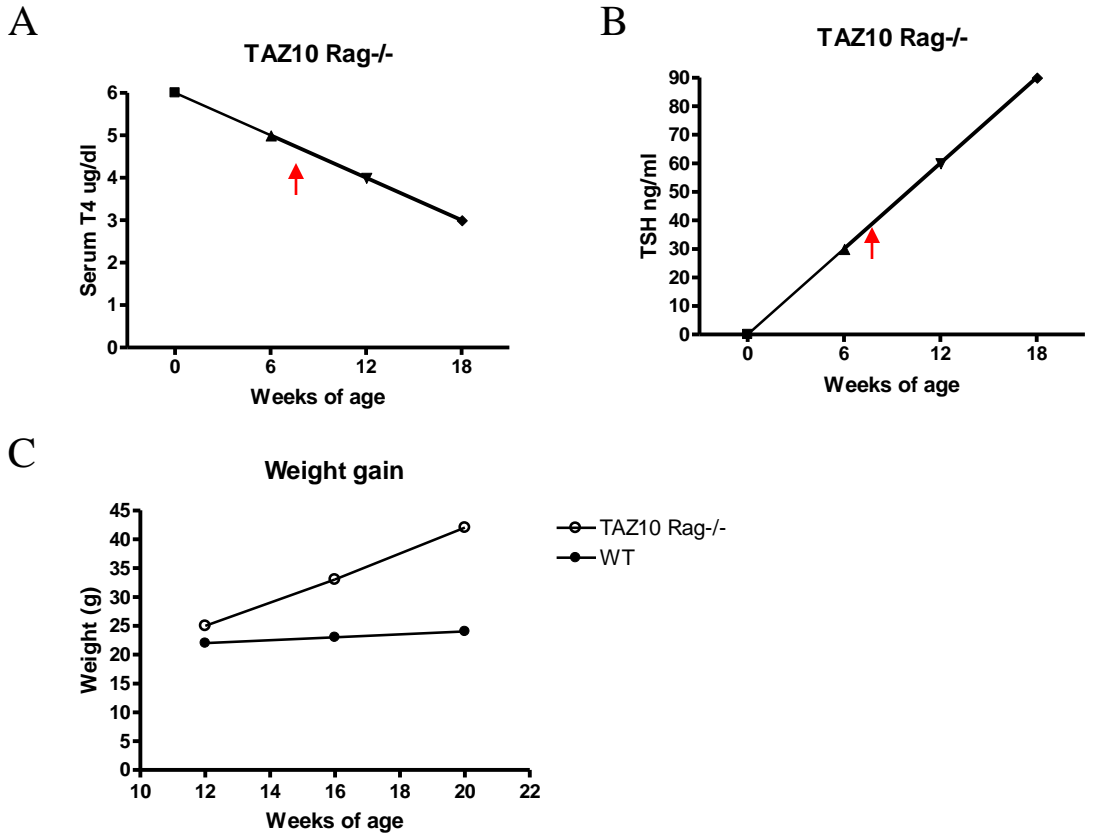 A
TAZ10 Rag-/-
Serum T4 ug/dl
6
5
4
3
2
1
0
0 6 12 18
Weeks of age
B
TAZ10 Rag-/-
TSH ng/ml
90
80
70
60
50
40
30
20
10
0
0 6 12 18
Weeks of age
C
Weight gain
Weight (g)
45
40
35
30
25
20
15
10
5
0
10 12 14 16 18 20 22
Weeks of age
TAZ10 Rag-/-
WT